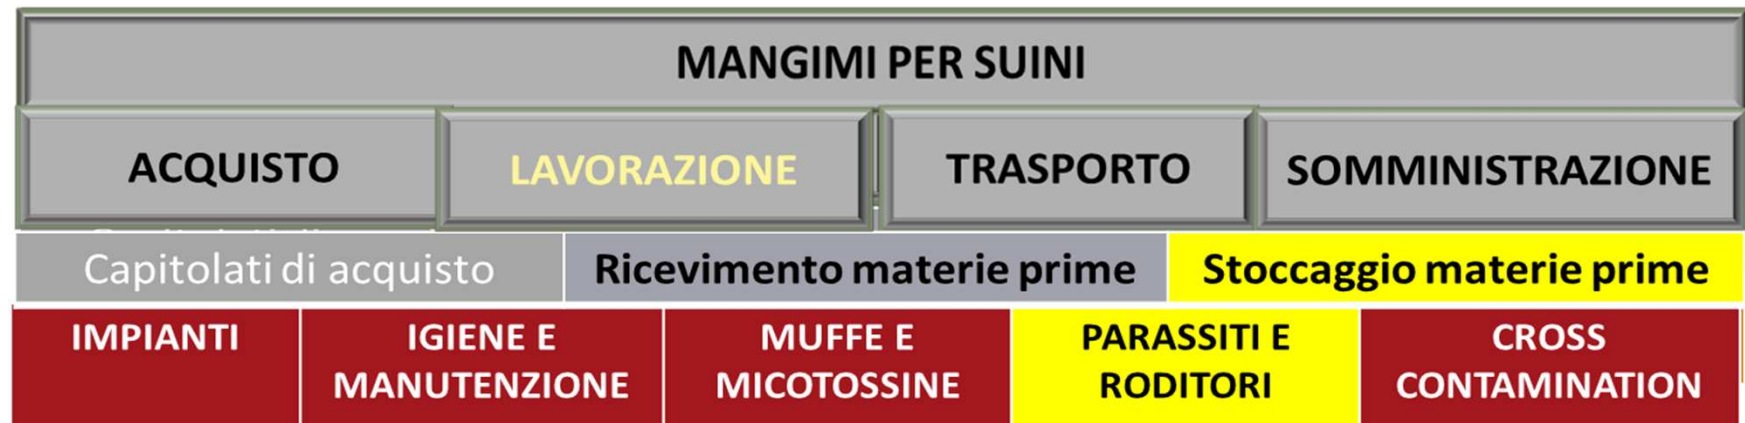 MANGIMI PER SUINI
ACQUISTO
LAVORAZIONE
TRASPORTO
SOMMINISTRAZIONE
Capitolati di acquisto
Ricevimento materie prime
Stoccaggio materie prime
IMPIANTI
IGIENE E
MANUTENZIONE
MUFFE E
MICOTOSSINE
PARASSITI E
RODITORI
CROSS
CONTAMINATION